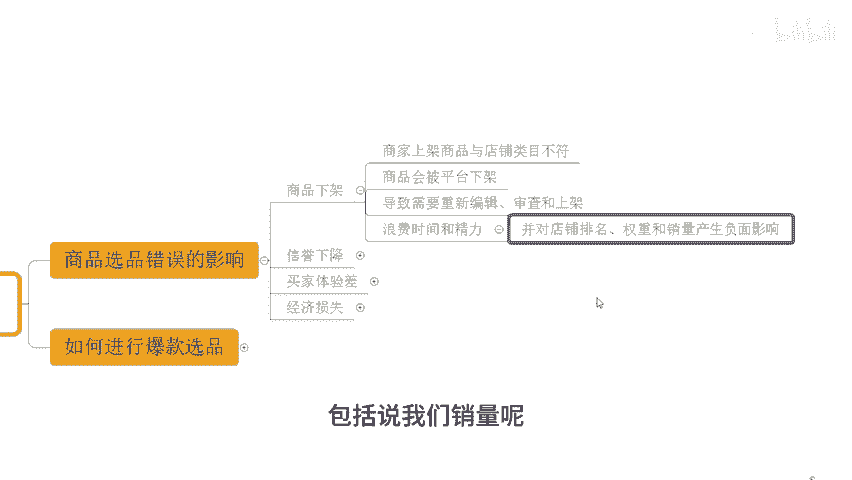 商家上架商品与店铺类目不符
商品会被平台下架
商品下架
导致需要重新编辑、审查和上架
浪费时间和精力
并对店铺排名、权重和销量产生负面影响
商品选品错误的影响
信誉下降
买家体验差
经济损失
如何进行爆款选品
包括说我们销量呢